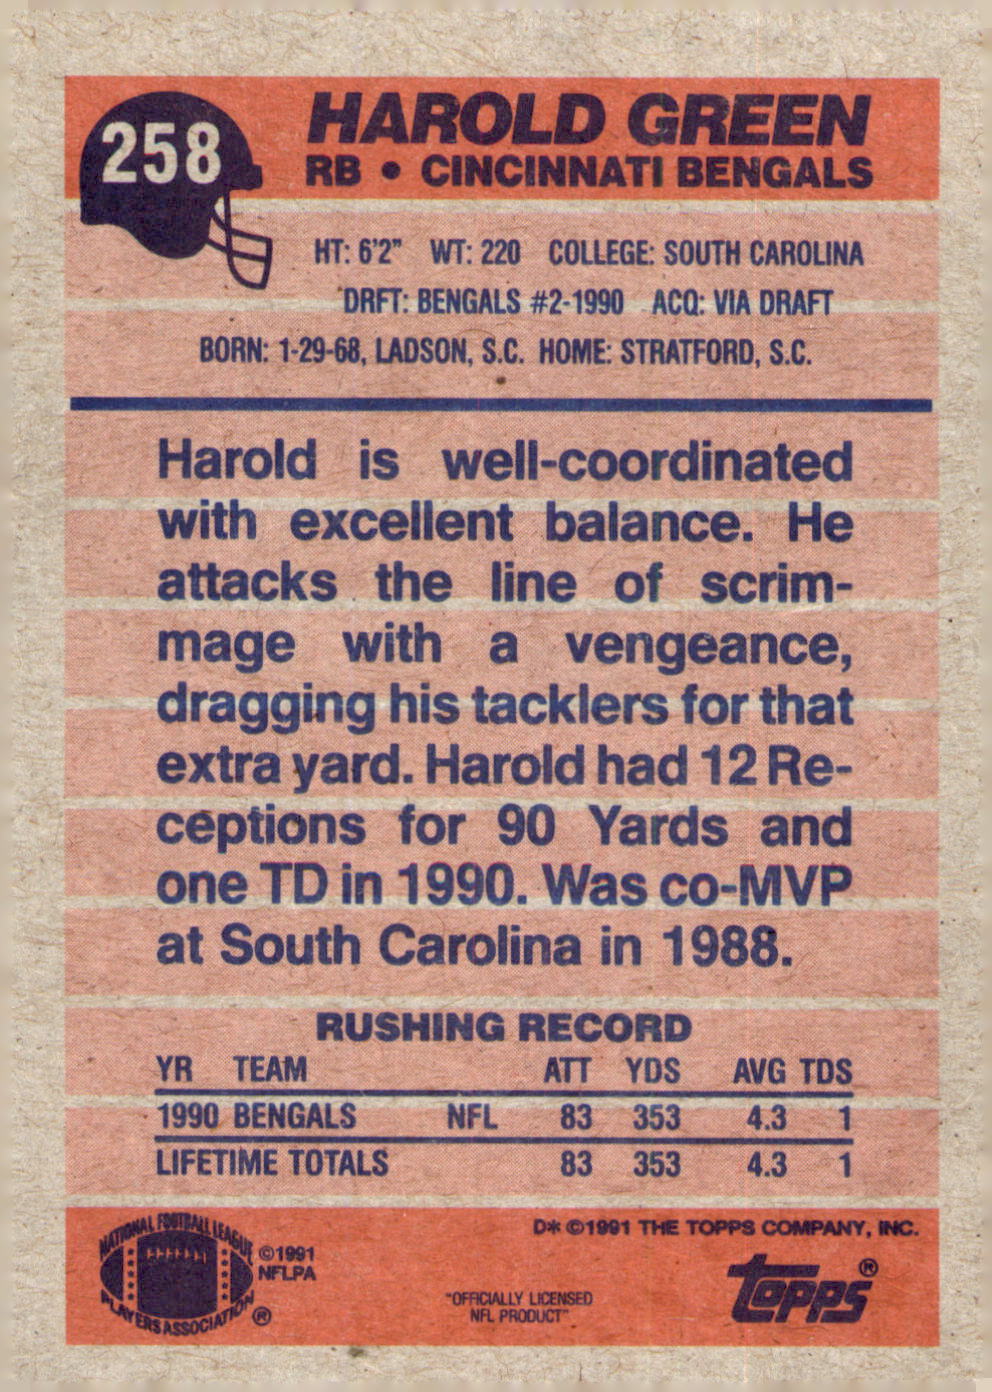 258
HAROLD GREEN
RB • CINCINNATI BENGALS
HT: 6'2" WT: 220 COLLEGE: SOUTH CAROLINA
DRFT: BENGALS #2-1990 ACQ: VIA DRAFT
BORN: 1-29-68, LADSON, S.C. HOME: STRATFORD, S.C.
Harold is well-coordinated
with excellent balance. He
attacks the line of scrim-
mage with a vengeance,
dragging his tacklers for that
extra yard. Harold had 12 Re-
ceptions for 90 Yards and
one TD in 1990. Was co-MVP
at South Carolina in 1988.
RUSHING RECORD
YR TEAM ATT YDS AVG TDS
1990 BENGALS NFL 83 353 4.3 1
LIFETIME TOTALS 83 353 4.3 1
D* ©1991 THE TOPPS COMPANY, INC.
NATIONAL FOOTBALL LEAGUE
PLAYERS ASSOCIATION ®
©1991
NFLPA
"OFFICIALLY LICENSED
NFL PRODUCT"
TOPPS®